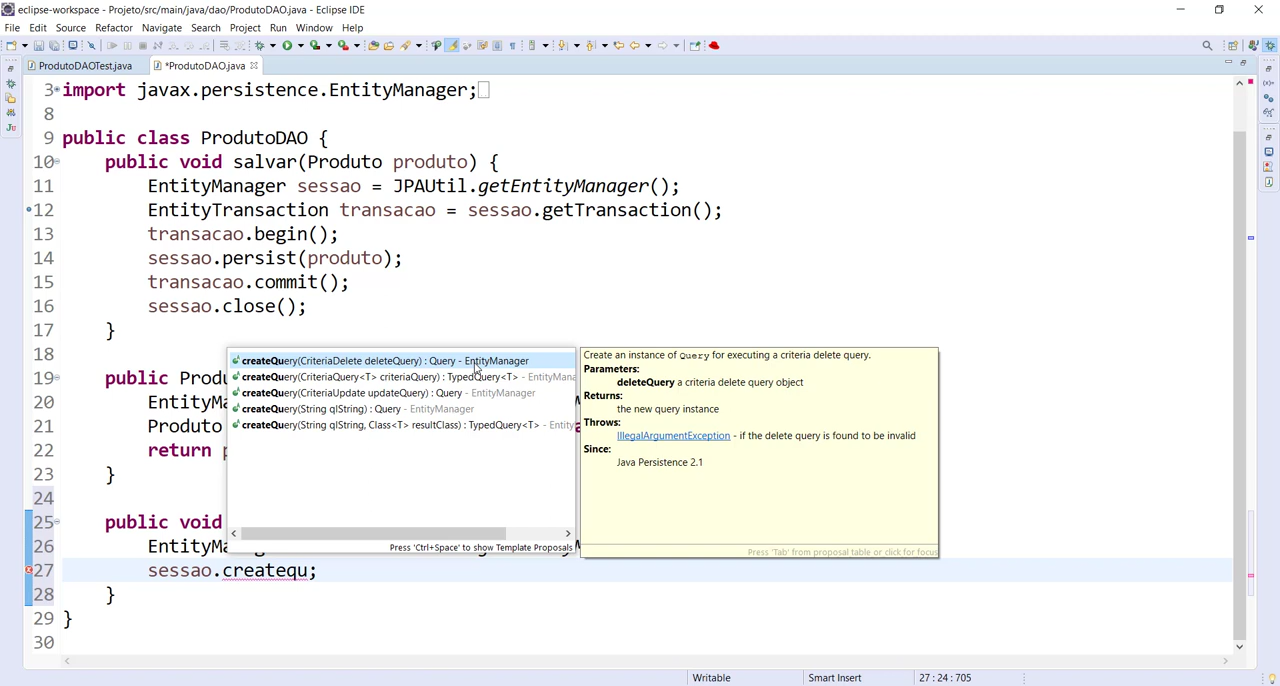 eclipse-workspace - Projeto/src/main/java/dao/ProdutoDAO.java - Eclipse IDE
File Edit Source Refactor Navigate Search Project Run Window Help
ProdutoDAOTest.java
*ProdutoDAO.java
3 import javax.persistence.EntityManager;
8
9 public class ProdutoDAO {
10 public void salvar(Produto produto) {
11 EntityManager sessao = JPAUtil.getEntityManager();
12 EntityTransaction transacao = sessao.getTransaction();
13 transacao.begin();
14 sessao.persist(produto);
15 transacao.commit();
16 sessao.close();
17 }
18
19 public Produ
20 EntityM
21 Produto
22 return p
23 }
24
25 public void
26 EntityMa
27 sessao.createqu;
28 }
29 }
30
createQuery(CriteriaDelete deleteQuery) : Query - EntityManager
createQuery(CriteriaQuery<T> criteriaQuery) : TypedQuery<T> - EntityMana
createQuery(CriteriaUpdate updateQuery) : Query - EntityManager
createQuery(String qlString) : Query - EntityManager
createQuery(String qlString, Class<T> resultClass) : TypedQuery<T> - Entity
Press 'Ctrl+Space' to show Template Proposals
Create an instance of Query for executing a criteria delete query.
Parameters:
deleteQuery a criteria delete query object
Returns:
the new query instance
Throws:
IllegalArgumentException - if the delete query is found to be invalid
Since:
Java Persistence 2.1
Press 'Tab' from proposal table or click for focus
Writable
Smart Insert
27 : 24 : 705